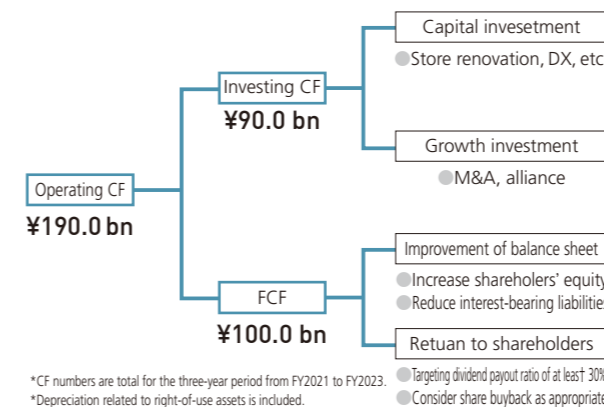 Capital invesetment
●Store renovation, DX, etc
Investing CF
¥90.0 bn
Growth investment
●M&A, alliance
Operating CF
¥190.0 bn
Improvement of balance sheet
●Increase shareholers' equity
●Reduce interest-bearing liabilities
FCF
¥100.0 bn
Retuan to shareholders
●Targeting dividend payout ratio of at least 30%
●Consider share buyback as appropriate
*CF numbers are total for the three-year period from FY2021 to FY2023.
*Depreciation related to right-of-use assets is included.